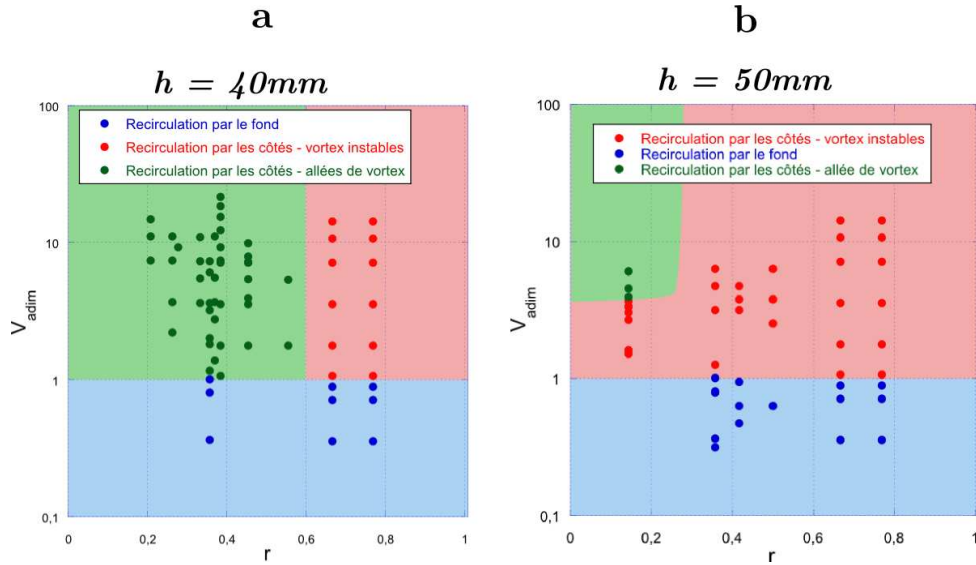 a
h = 40mm
100
10
1
0,1
V_adim
Recirculation par le fond
Recirculation par les côtés - vortex instables
Recirculation par les côtés - allées de vortex
0
0,2
0,4
0,6
0,8
1
r
b
h = 50mm
100
10
1
0,1
V_adim
Recirculation par les côtés - vortex instables
Recirculation par le fond
Recirculation par les côtés - allée de vortex
0
0,2
0,4
0,6
0,8
1
r